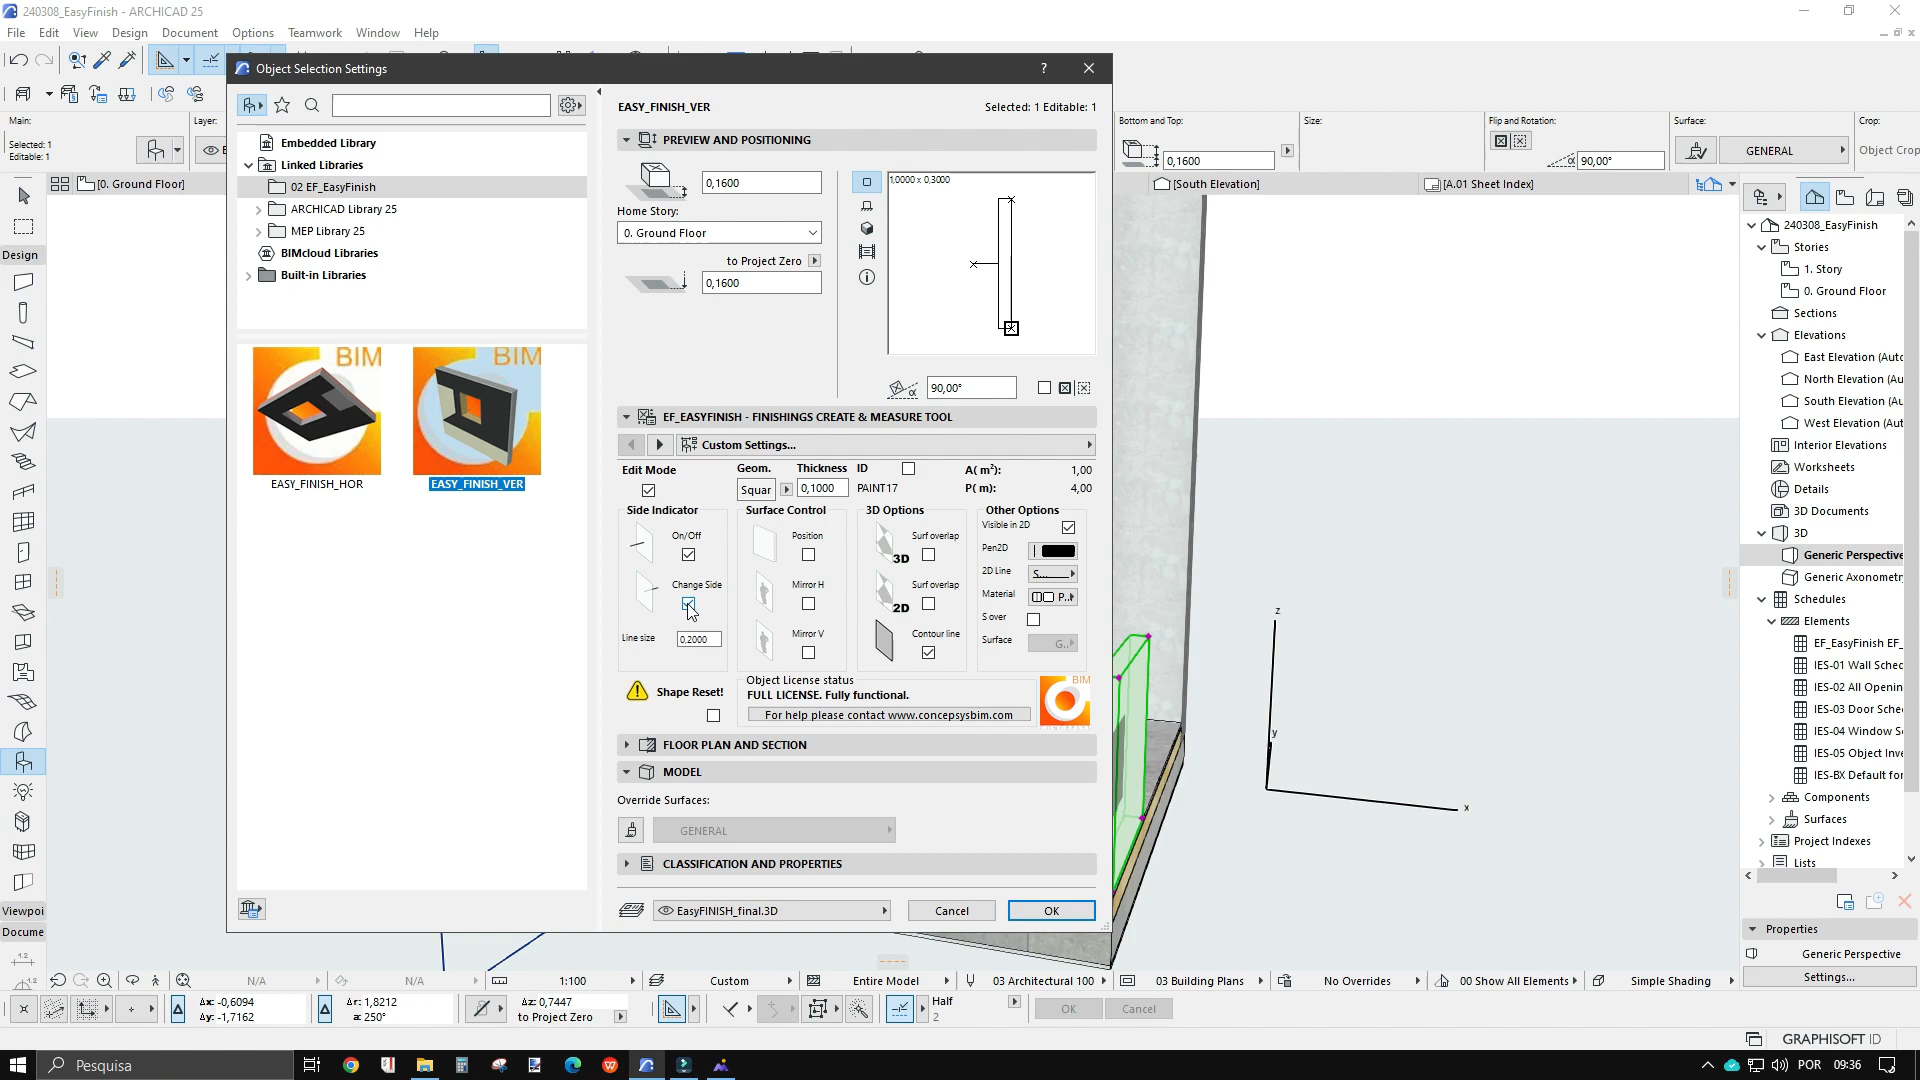 240308_EasyFinish - ARCHICAD 25
File Edit View Design Document Options Teamwork Window Help
Object Selection Settings ?
Main:
Selected: 1
Editable: 1
Layer:
Bottom and Top:
0,1600
Size:
Flip and Rotation:
90,00°
Surface:
GENERAL
Crop:
Object Crop
[0. Ground Floor]
[South Elevation]
[A.01 Sheet Index]
Embedded Library
Linked Libraries
02 EF_EasyFinish
ARCHICAD Library 25
MEP Library 25
BIMcloud Libraries
Built-in Libraries
BIM
BIM
EASY_FINISH_HOR
EASY_FINISH_VER
EASY_FINISH_VER
Selected: 1 Editable: 1
PREVIEW AND POSITIONING
0,1600
Home Story:
0. Ground Floor
to Project Zero
0,1600
1,0000 x 0,3000
90,00°
EF_EASYFINISH - FINISHINGS CREATE & MEASURE TOOL
Custom Settings...
Edit Mode
Geom.
Squar
Thickness
0,1000
ID
PAINT17
A( m²): 1,00
P( m): 4,00
Side Indicator
On/Off
Change Side
Line size 0,2000
Surface Control
Position
Mirror H
Mirror V
3D Options
Surf overlap
3D
Surf overlap
2D
Contour line
Other Options
Visible in 2D
Pen2D
2D Line S...
Material P..
S over
Surface G..
Shape Reset!
Object License status
FULL LICENSE. Fully functional.
For help please contact www.concepsysbim.com
BIM
FLOOR PLAN AND SECTION
MODEL
Override Surfaces:
GENERAL
CLASSIFICATION AND PROPERTIES
EasyFINISH_final.3D
Cancel
OK
z
y
x
Design
Viewpoi
Docume
1.2
1.2
240308_EasyFinish
Stories
1. Story
0. Ground Floor
Sections
Elevations
East Elevation (Auto
North Elevation (Au
South Elevation (Au
West Elevation (Aut
Interior Elevations
Worksheets
Details
3D Documents
3D
Generic Perspective
Generic Axonometr
Schedules
Elements
EF_EasyFinish EF_
IES-01 Wall Sched
IES-02 All Openin
IES-03 Door Sche
IES-04 Window S
IES-05 Object Inve
IES-BX Default for
Components
Surfaces
Project Indexes
Lists
Properties
Generic Perspective
Settings...
N/A
N/A
1:100
Custom
Entire Model
03 Architectural 100
03 Building Plans
No Overrides
00 Show All Elements
Simple Shading
Δx: -0,6094
Δy: -1,7162
Δr: 1,8212
a: 250°
Δz: 0,7447
to Project Zero
Half
2
OK
Cancel
GRAPHISOFT ID
Pesquisa
POR
09:36